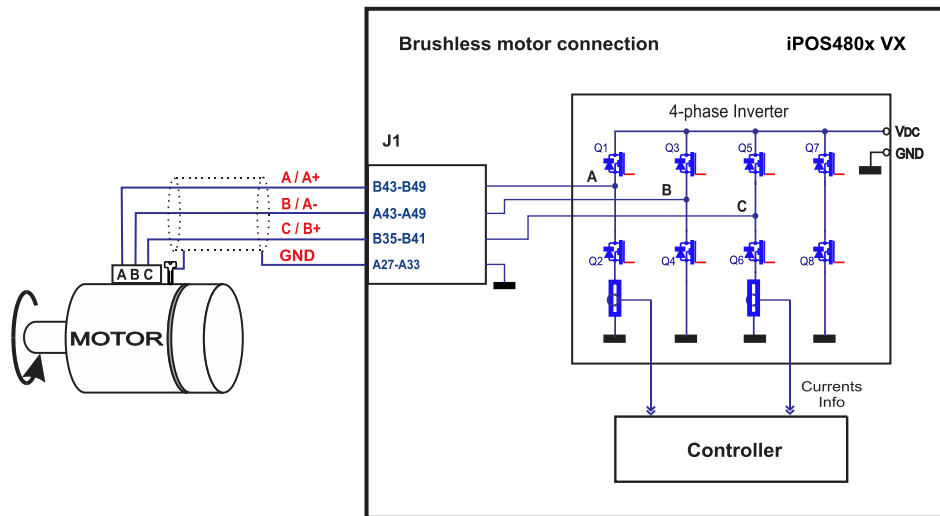 Brushless motor connection
iPOS480x VX
4-phase Inverter
J1
Q1
Q3
Q5
Q7
VDC
GND
A / A+
B43-B49
A
B / A-
A43-A49
B
C / B+
B35-B41
C
GND
A27-A33
Q2
Q4
Q6
Q8
A B C
MOTOR
Currents
Info
Controller